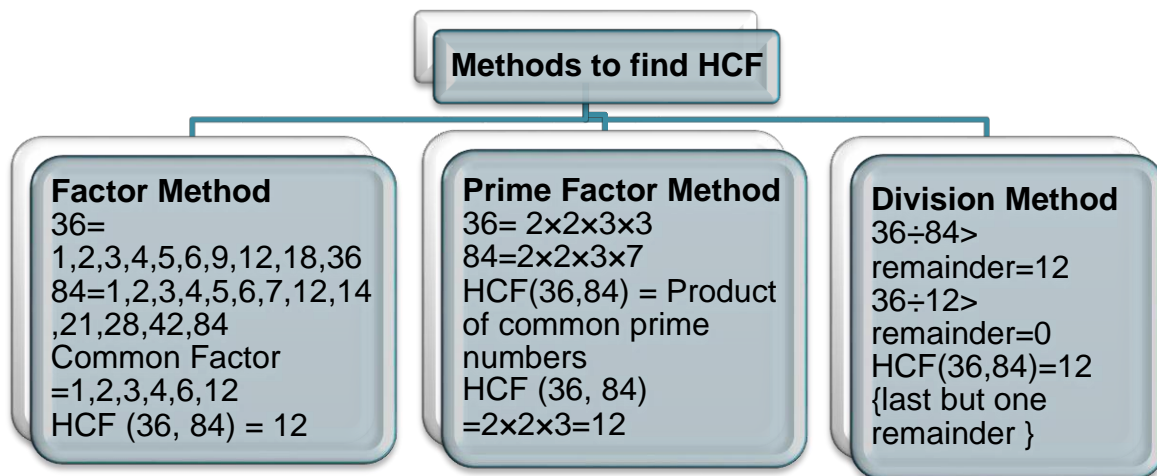 Methods to find HCF
Factor Method
36=
1,2,3,4,5,6,9,12,18,36
84=1,2,3,4,5,6,7,12,14
,21,28,42,84
Common Factor
=1,2,3,4,6,12
HCF (36, 84) = 12
Prime Factor Method
36= 2×2×3×3
84=2×2×3×7
HCF(36,84) = Product
of common prime
numbers
HCF (36, 84)
=2×2×3=12
Division Method
36÷84>
remainder=12
36÷12>
remainder=0
HCF(36,84)=12
{last but one
remainder }